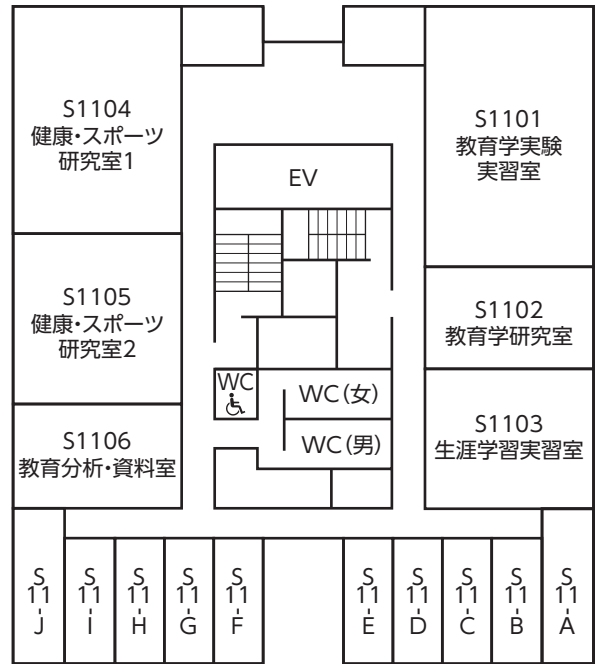 S1104
健康・スポーツ
研究室1
S1101
教育学実験
実習室
EV
S1105
健康・スポーツ
研究室2
S1102
教育学研究室
WC
WC(女)
S1103
生涯学習実習室
S1106
教育分析・資料室
WC(男)
S11-J
S11-I
S11-H
S11-G
S11-F
S11-E
S11-D
S11-C
S11-B
S11-A